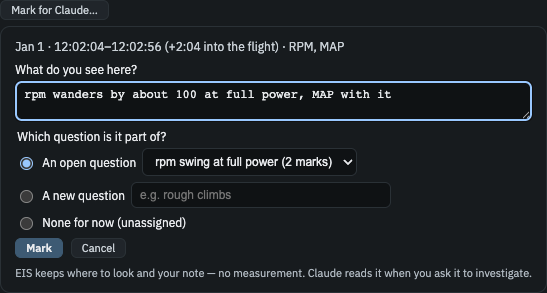 Mark for Claude...
Jan 1 · 12:02:04–12:02:56 (+2:04 into the flight) · RPM, MAP
What do you see here?
rpm wanders by about 100 at full power, MAP with it
Which question is it part of?
An open question rpm swing at full power (2 marks)
A new question e.g. rough climbs
None for now (unassigned)
Mark Cancel
EIS keeps where to look and your note — no measurement. Claude reads it when you ask it to investigate.